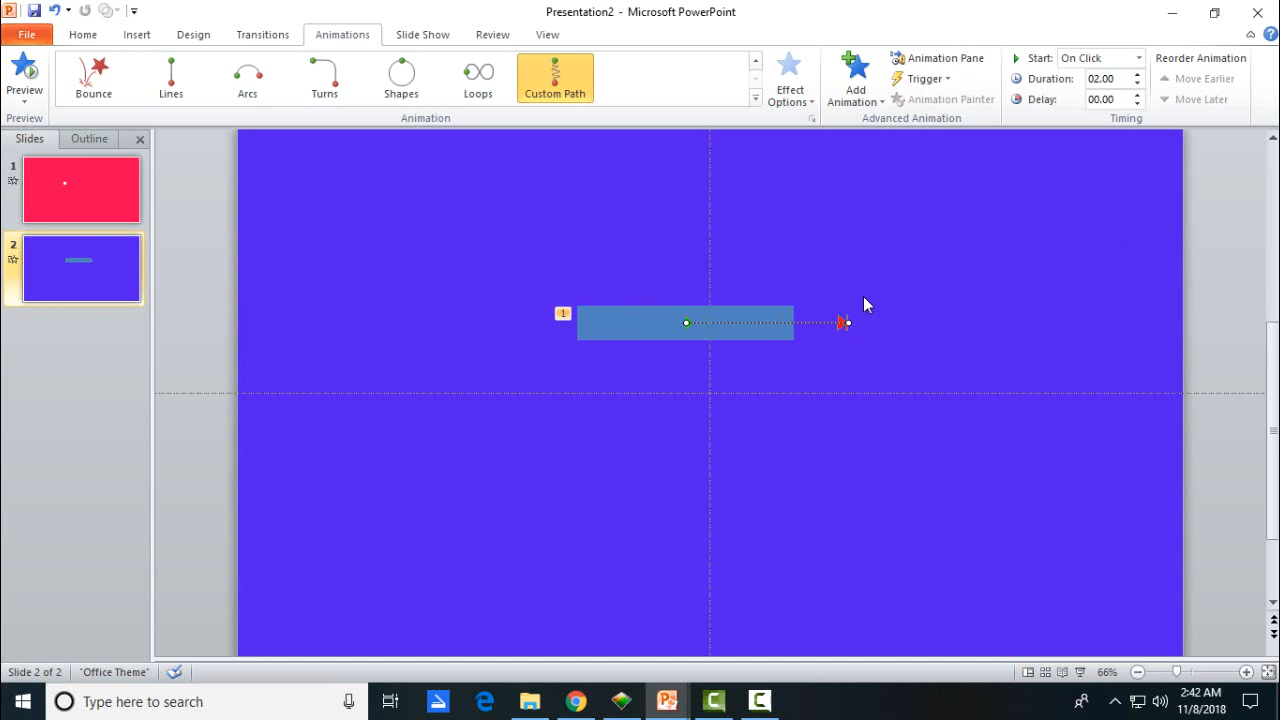 Presentation2 - Microsoft PowerPoint
File Home Insert Design Transitions Animations Slide Show Review View
Preview
Bounce Lines Arcs Turns Shapes Loops Custom Path
Effect Options
Add Animation
Animation Pane
Trigger
Animation Painter
Start: On Click
Duration: 02.00
Delay: 00.00
Reorder Animation
Move Earlier
Move Later
Preview Animation Advanced Animation Timing
Slides Outline
1
2
1
Slide 2 of 2 "Office Theme" 66%
Type here to search
2:42 AM
11/8/2018